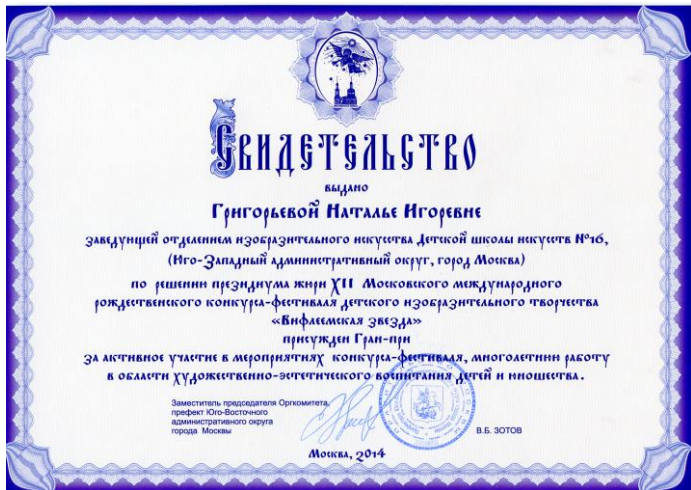 Свидетельство
выдано
Григорьевой Наталье Игоревне
заведующей отделением изобразительного искусства Детской школы искусств №16,
(Юго-Западный административный округ, город Москва)
по решению президиума жюри XII Московского международного
рождественского конкурса-фестиваля детского изобразительного творчества
«Вифлеемская звезда»
присужден Гран-при
за активное участие в мероприятиях конкурса-фестиваля, многолетнюю работу
в области художественно-эстетического воспитания детей и юношества.
Заместитель председателя Оргкомитета,
префект Юго-Восточного
административного округа
города Москвы
В.Б. ЗОТОВ
Москва, 2014